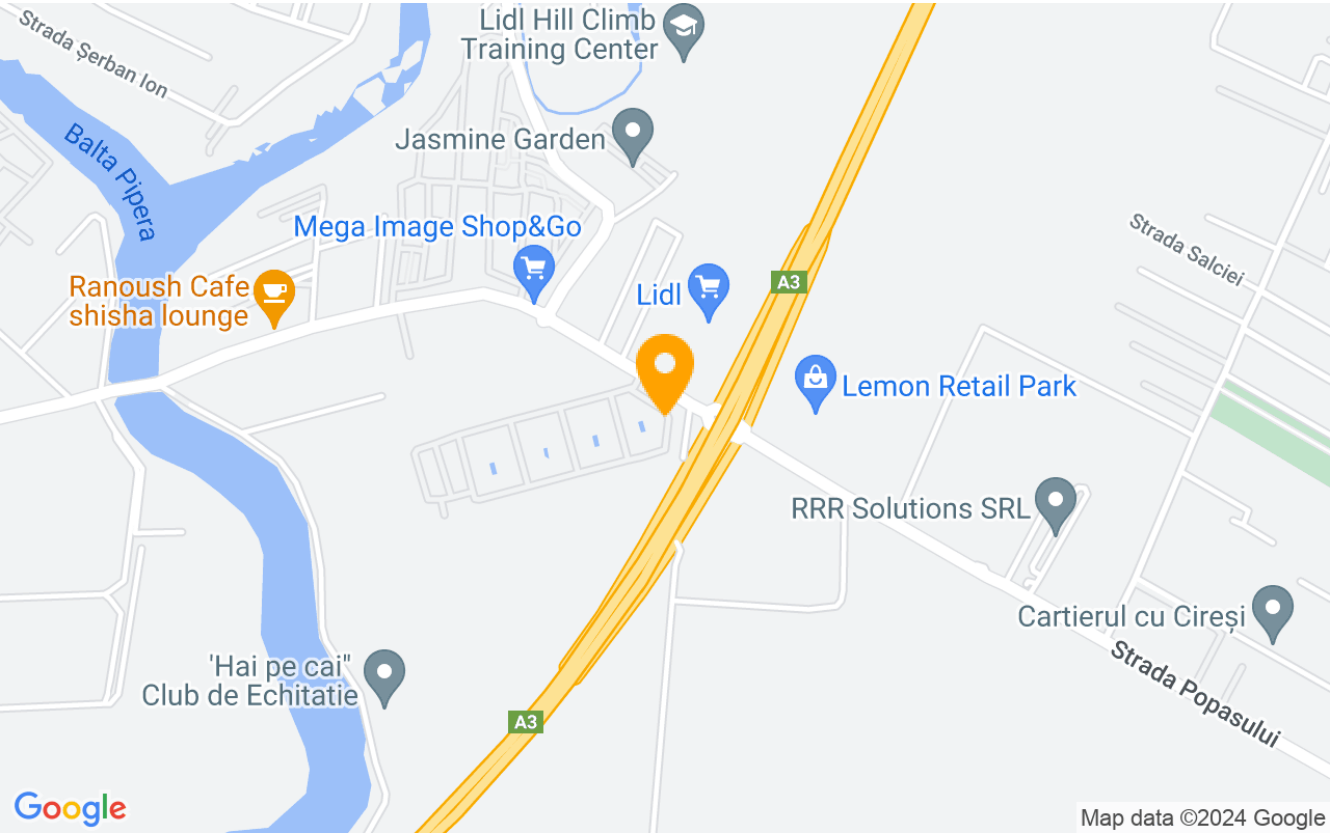 Lidl Hill Climb
Training Center
Strada Șerban Ion
Jasmine Garden
Balta Pipera
Mega Image Shop&Go
Strada Salciei
Ranoush Cafe
shisha lounge
Lidl
A3
Lemon Retail Park
RRR Solutions SRL
Cartierul cu Cireși
Strada Popasului
'Hai pe cai"
Club de Echitatie
A3
Google
Map data ©2024 Google